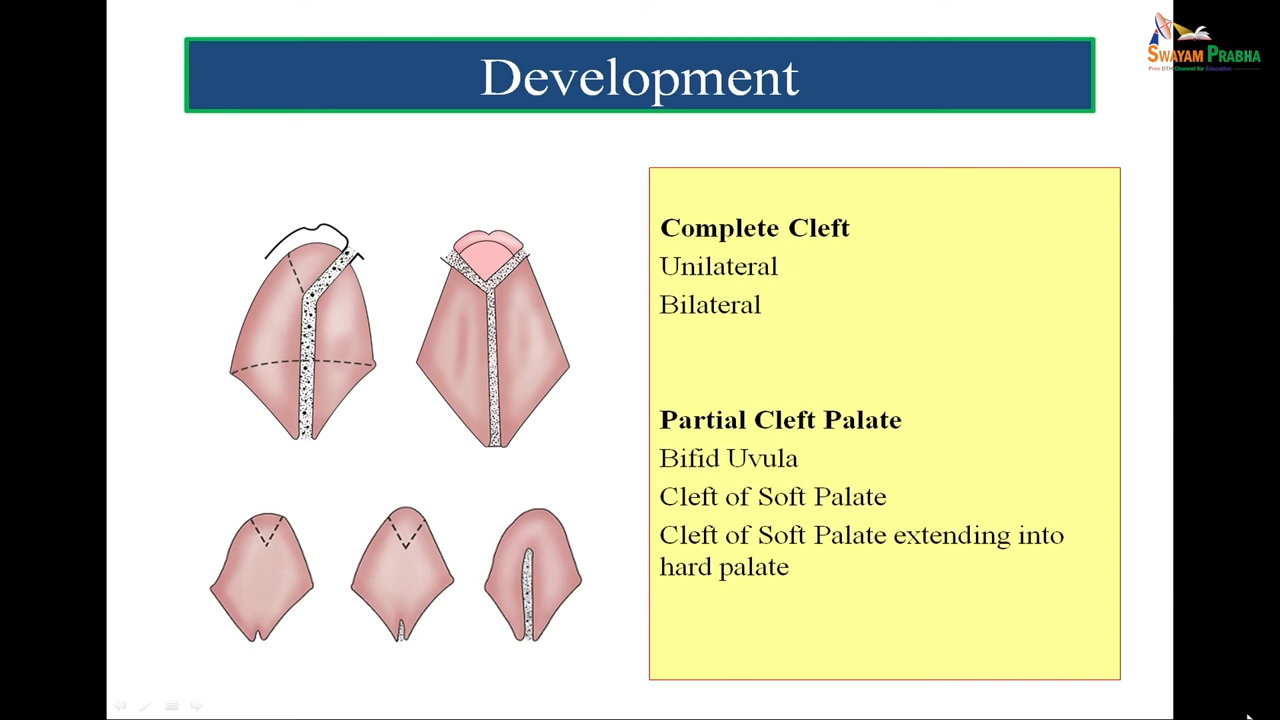 Development
SWAYAM PRABHA
Free DTH Channel for Education
Complete Cleft
Unilateral
Bilateral
Partial Cleft Palate
Bifid Uvula
Cleft of Soft Palate
Cleft of Soft Palate extending into
hard palate